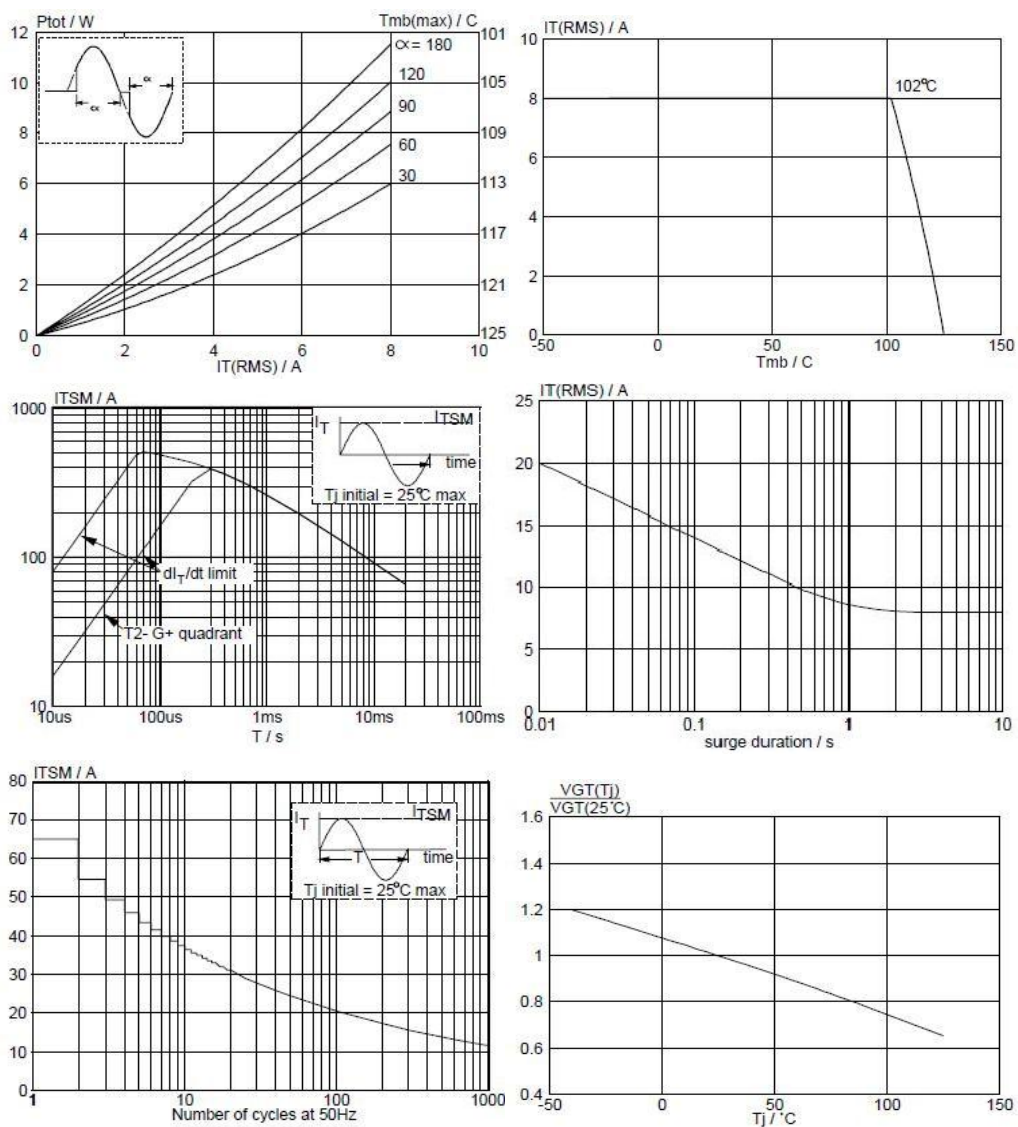 Ptot / W
Tmb(max) / C
12
10
8
6
4
2
0
α
α
101
105
109
113
117
121
125
α = 180
120
90
60
30
0
2
4
6
8
10
IT(RMS) / A
IT(RMS) / A
10
8
6
4
2
0
102°C
-50
0
50
100
150
Tmb / C
ITSM / A
1000
100
10
IT
ITSM
time
Tj initial = 25°C max
dIT/dt limit
T2- G+ quadrant
10us
100us
1ms
10ms
100ms
T / s
IT(RMS) / A
25
20
15
10
5
0
0.01
0.1
1
10
surge duration / s
ITSM / A
80
70
60
50
40
30
20
10
0
IT
ITSM
T
time
Tj initial = 25°C max
1
10
100
1000
Number of cycles at 50Hz
VGT(Tj)
VGT(25°C)
1.6
1.4
1.2
1
0.8
0.6
0.4
-50
0
50
100
150
Tj / °C